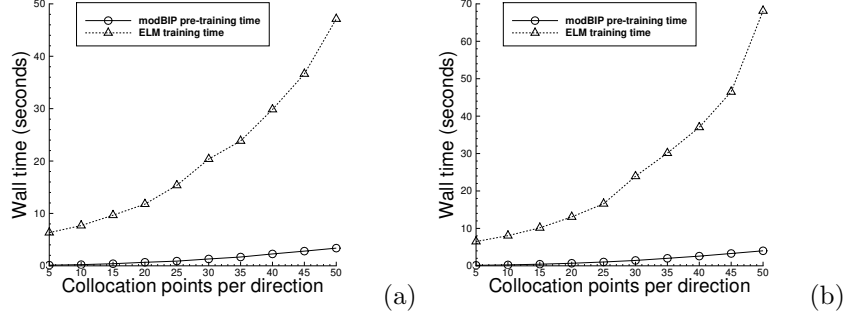 50
40
30
20
10
0
5 10 15 20 25 30 35 40 45 50
Wall time (seconds)
Collocation points per direction
modBIP pre-training time
ELM training time
(a)
70
60
50
40
30
20
10
0
5 10 15 20 25 30 35 40 45 50
Wall time (seconds)
Collocation points per direction
modBIP pre-training time
ELM training time
(b)